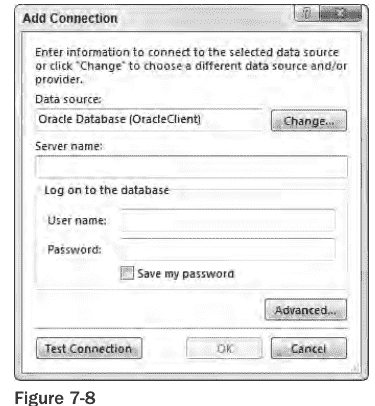 Add Connection
Enter information to connect to the selected data source
or click "Change" to choose a different data source and/or
provider.
Data source:
Oracle Database (OracleClient)
Change...
Server name:
Log on to the database
User name:
Password:
Save my password
Advanced...
Test Connection
OK
Cancel
Figure 7-8